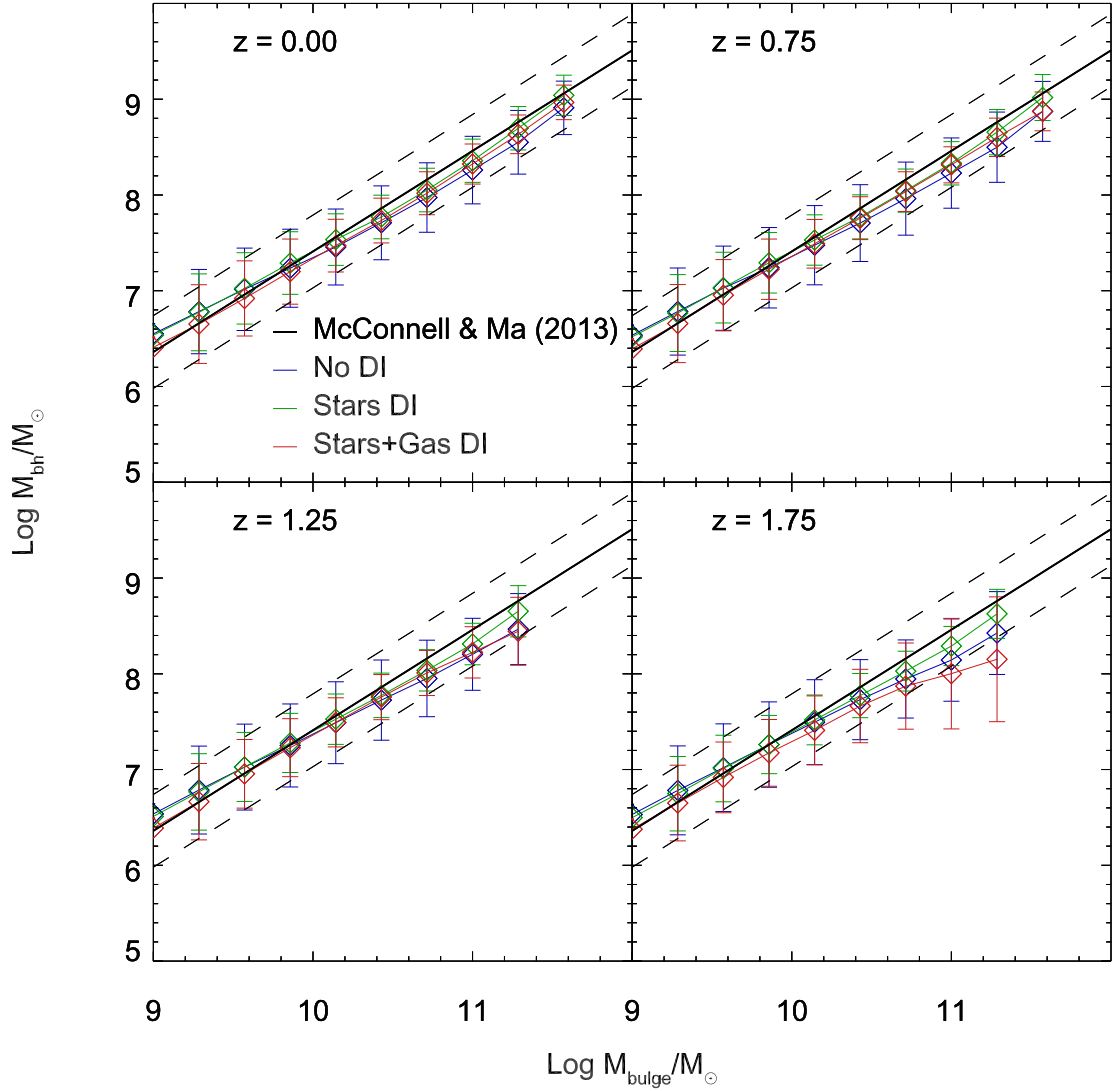 z = 0.00
z = 0.75
9
8
7
6
5
McConnell & Ma (2013)
No DI
Stars DI
Stars+Gas DI
Log M_bh/M_☉
z = 1.25
z = 1.75
9
8
7
6
5
9 10 11 9 10 11
Log M_bulge/M_☉